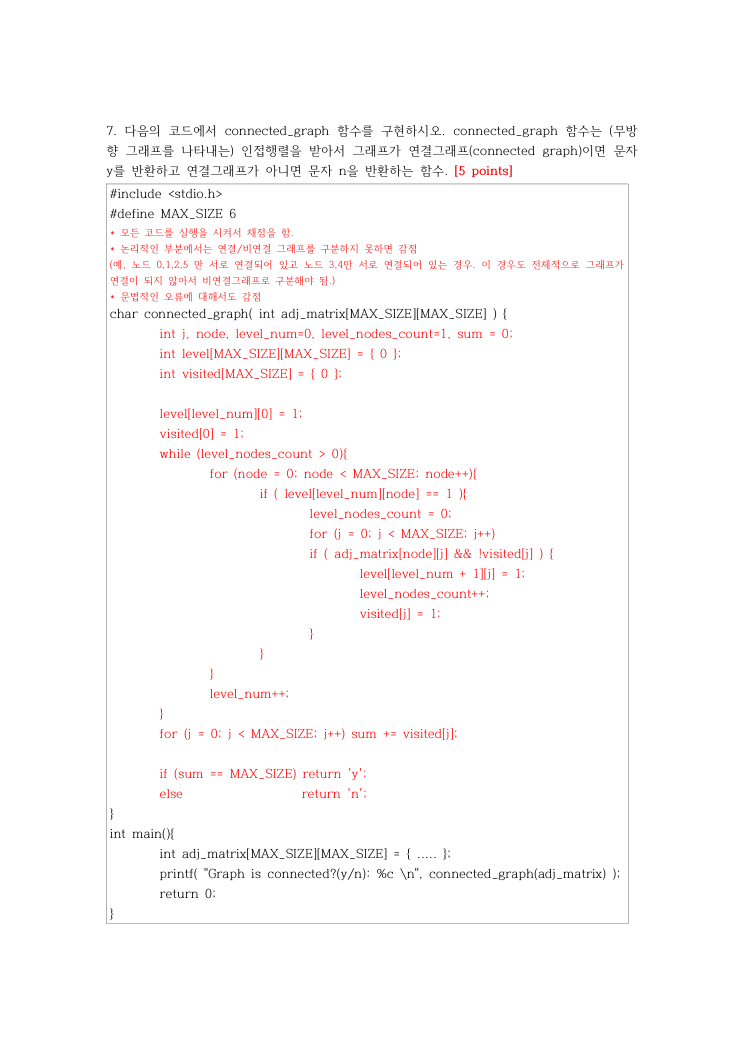 7. 다음의 코드에서 connected_graph 함수를 구현하시오. connected_graph 함수는 (무방
향 그래프를 나타내는) 인접행렬을 받아서 그래프가 연결그래프(connected graph)이면 문자
y를 반환하고 연결그래프가 아니면 문자 n을 반환하는 함수. [5 points]
#include <stdio.h>
#define MAX_SIZE 6
* 모든 코드를 실행을 시켜서 채점을 함.
* 논리적인 부분에서는 연결/비연결 그래프를 구분하지 못하면 감점
(예, 노드 0,1,2,5 만 서로 연결되어 있고 노드 3,4만 서로 연결되어 있는 경우. 이 경우도 전체적으로 그래프가
연결이 되지 않아서 비연결그래프로 구분해야 됨.)
* 문법적인 오류에 대해서도 감점
char connected_graph( int adj_matrix[MAX_SIZE][MAX_SIZE] ) {
int j, node, level_num=0, level_nodes_count=1, sum = 0;
int level[MAX_SIZE][MAX_SIZE] = { 0 };
int visited[MAX_SIZE] = { 0 };
level[level_num][0] = 1;
visited[0] = 1;
while (level_nodes_count > 0){
for (node = 0; node < MAX_SIZE; node++){
if ( level[level_num][node] == 1 ){
level_nodes_count = 0;
for (j = 0; j < MAX_SIZE; j++)
if ( adj_matrix[node][j] && !visited[j] ) {
level[level_num + 1][j] = 1;
level_nodes_count++;
visited[j] = 1;
}
}
}
level_num++;
}
for (j = 0; j < MAX_SIZE; j++) sum += visited[j];
if (sum == MAX_SIZE) return 'y';
else return 'n';
}
int main(){
int adj_matrix[MAX_SIZE][MAX_SIZE] = { ..... };
printf( "Graph is connected?(y/n): %c \n", connected_graph(adj_matrix) );
return 0;
}